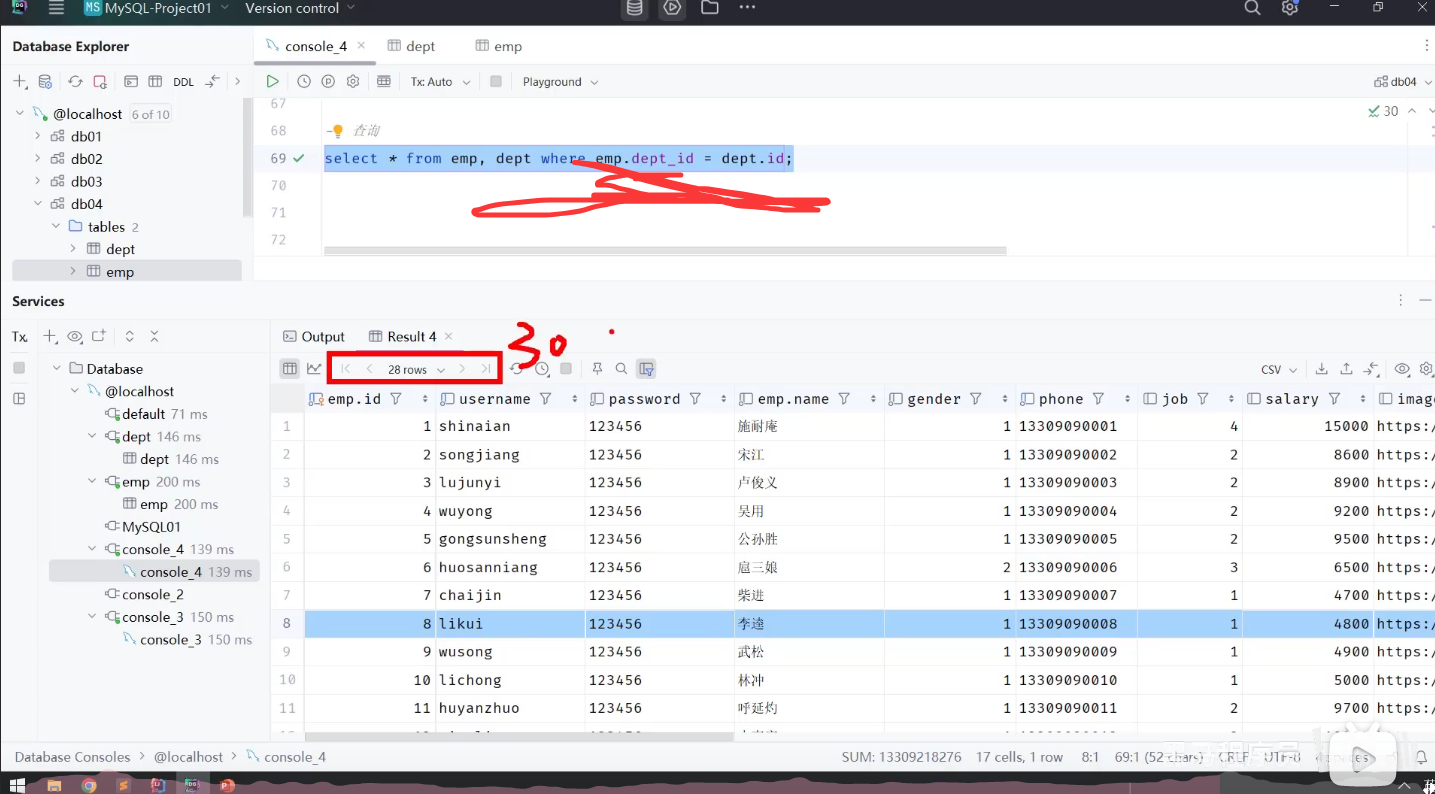 MS MySQL-Project01 Version control
Database Explorer
console_4 dept emp
DDL
Tx: Auto Playground db04
@localhost 6 of 10
db01
db02
db03
db04
tables 2
dept
emp
67
68 查询
69 select * from emp, dept where emp.dept_id = dept.id;
70
71
72
30
Services
Tx
Output Result 4
30
28 rows
CSV
Database
@localhost
default 71 ms
dept 146 ms
dept 146 ms
emp 200 ms
emp 200 ms
MySQL01
console_4 139 ms
console_4 139 ms
console_2
console_3 150 ms
console_3 150 ms
emp.id username password emp.name gender phone job salary imag
1 1 shinaian 123456 施耐庵 1 13309090001 4 15000 https:/
2 2 songjiang 123456 宋江 1 13309090002 2 8600 https:/
3 3 lujunyi 123456 卢俊义 1 13309090003 2 8900 https:/
4 4 wuyong 123456 吴用 1 13309090004 2 9200 https:/
5 5 gongsunsheng 123456 公孙胜 1 13309090005 2 9500 https:/
6 6 huosanniang 123456 扈三娘 2 13309090006 3 6500 https:/
7 7 chaijin 123456 柴进 1 13309090007 1 4700 https:/
8 8 likui 123456 李逵 1 13309090008 1 4800 https:/
9 9 wusong 123456 武松 1 13309090009 1 4900 https:/
10 10 lichong 123456 林冲 1 13309090010 1 5000 https:/
11 11 huyanzhuo 123456 呼延灼 1 13309090011 2 9700 https:/
Database Consoles @localhost console_4
SUM: 13309218276 17 cells, 1 row 8:1 69:1 (52 chars) CRLF UTF-8